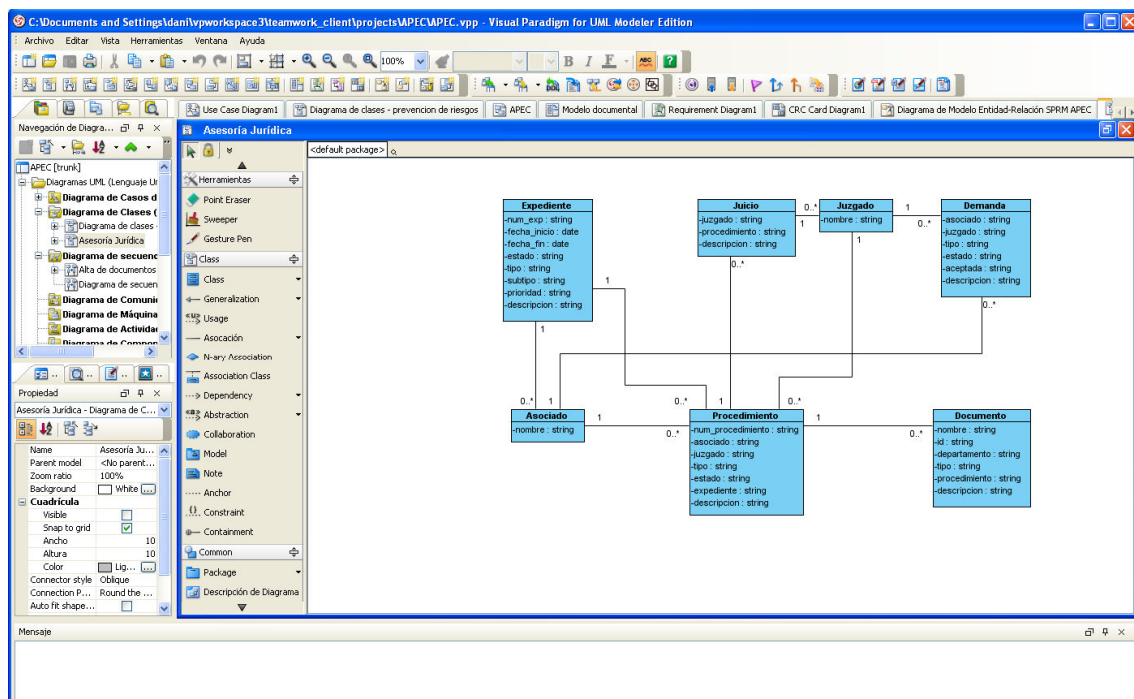 C:\Documents and Settings\dani\vpworkspace3\teamwork_client\projects\APEC\APEC.vpp - Visual Paradigm for UML Modeler Edition
Archivo Editar Vista Herramientas Ventana Ayuda
100% B I F ABC ?
Use Case Diagram1 Diagrama de clases - prevencion de riesgos APEC Modelo documental Requirement Diagram1 CRC Card Diagram1 Diagrama de Modelo Entidad-Relación SPRM APEC
Navegación de Diagra...
APEC [trunk]
Diagramas UML (Lenguaje Ur
Diagrama de Casos d
Diagrama de Clases (
Diagrama de clases -
Asesoría Jurídica
Diagrama de secuenc
Alta de documentos
Diagrama de secuen
Diagrama de Comuni
Diagrama de Máquina
Diagrama de Activida
Diagrama de Compon
Propiedad
Asesoría Jurídica - Diagrama de C...
Name Asesoría Ju...
Parent model <No parent...
Zoom ratio 100%
Background White ...
Cuadrícula
Visible
Snap to grid
Ancho 10
Altura 10
Color Lig... ...
Connector style Oblique
Connection P... Round the ...
Auto fit shape...
Asesoría Jurídica
Herramientas
Point Eraser
Sweeper
Gesture Pen
Class
Class
Generalization
Usage
Asocación
N-ary Association
Association Class
Dependency
Abstraction
Collaboration
Model
Note
Anchor
Constraint
Containment
Common
Package
Descripción de Diagrama
<default package>
Expediente
-num_exp : string
-fecha_inicio : date
-fecha_fin : date
-estado : string
-tipo : string
-subtipo : string
-prioridad : string
-descripcion : string
1
1
Juicio
-juzgado : string
-procedimiento : string
-descripcion : string
0..*
0..*
1
Juzgado
-nombre : string
1
1
0..*
Demanda
-asociado : string
-juzgado : string
-tipo : string
-estado : string
-aceptada : string
-descripcion : string
0..*
0..* 1 0..* 1 0..*
Asociado
-nombre : string
1
0..*
Procedimiento
-num_procedimiento : string
-asociado : string
-juzgado : string
-tipo : string
-estado : string
-expediente : string
-descripcion : string
1
0..*
Documento
-nombre : string
-id : string
-departamento : string
-tipo : string
-procedimiento : string
-descripcion : string
Mensaje